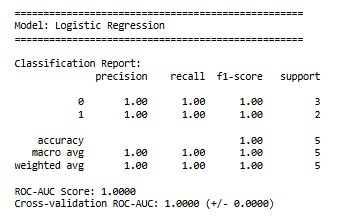 ==================================================
Model: Logistic Regression
==================================================
Classification Report:
precision recall f1-score support
0 1.00 1.00 1.00 3
1 1.00 1.00 1.00 2
accuracy 1.00 5
macro avg 1.00 1.00 1.00 5
weighted avg 1.00 1.00 1.00 5
ROC-AUC Score: 1.0000
Cross-validation ROC-AUC: 1.0000 (+/- 0.0000)